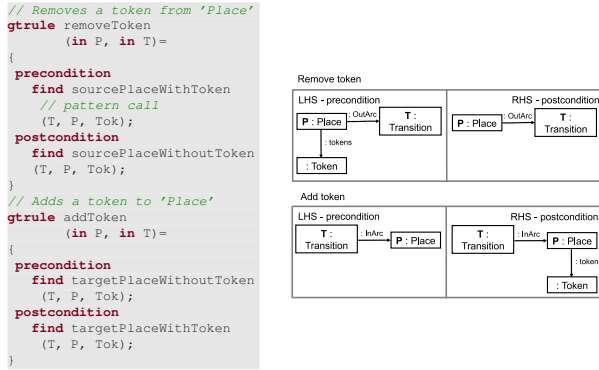 // Removes a token from 'Place'
gtrule removeToken
(in P, in T)=
{
precondition
find sourcePlaceWithToken
// pattern call
(T, P, Tok);
postcondition
find sourcePlaceWithoutToken
(T, P, Tok);
}
// Adds a token to 'Place'
gtrule addToken
(in P, in T)=
{
precondition
find targetPlaceWithoutToken
(T, P, Tok);
postcondition
find targetPlaceWithToken
(T, P, Tok);
}
Remove token
LHS - precondition
P : Place
: OutArc
T :
Transition
: tokens
: Token
RHS - postcondition
P : Place
: OutArc
T :
Transition
Add token
LHS - precondition
T :
Transition
: InArc
P : Place
RHS - postcondition
T :
Transition
: InArc
P : Place
: token
: Token